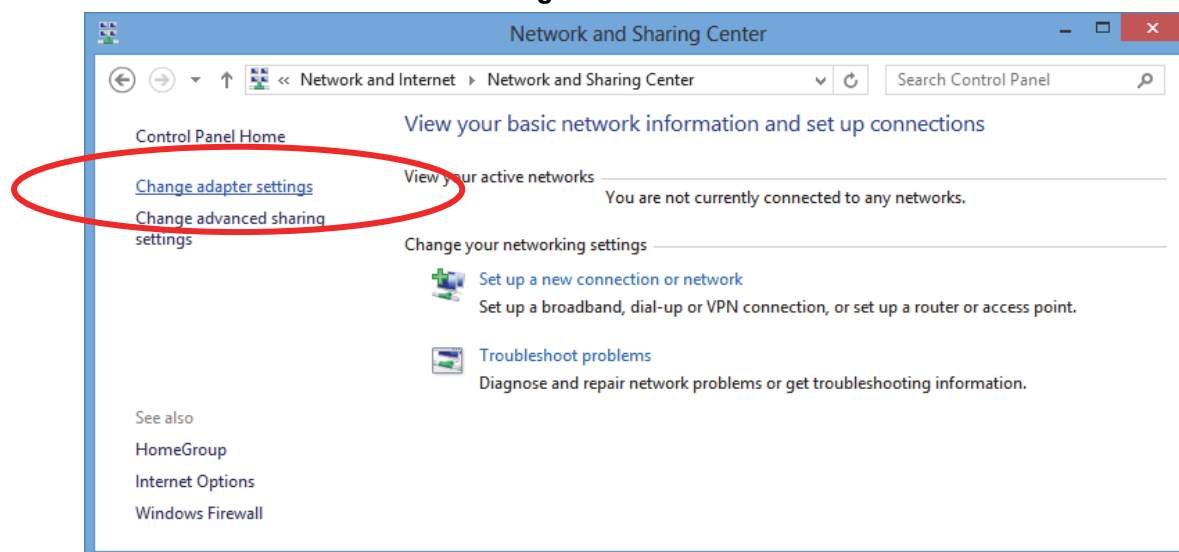 Network and Sharing Center
« Network and Internet ▸ Network and Sharing Center
Search Control Panel
Control Panel Home
Change adapter settings
Change advanced sharing
settings
See also
HomeGroup
Internet Options
Windows Firewall
View your basic network information and set up connections
View your active networks
You are not currently connected to any networks.
Change your networking settings
Set up a new connection or network
Set up a broadband, dial-up or VPN connection, or set up a router or access point.
Troubleshoot problems
Diagnose and repair network problems or get troubleshooting information.